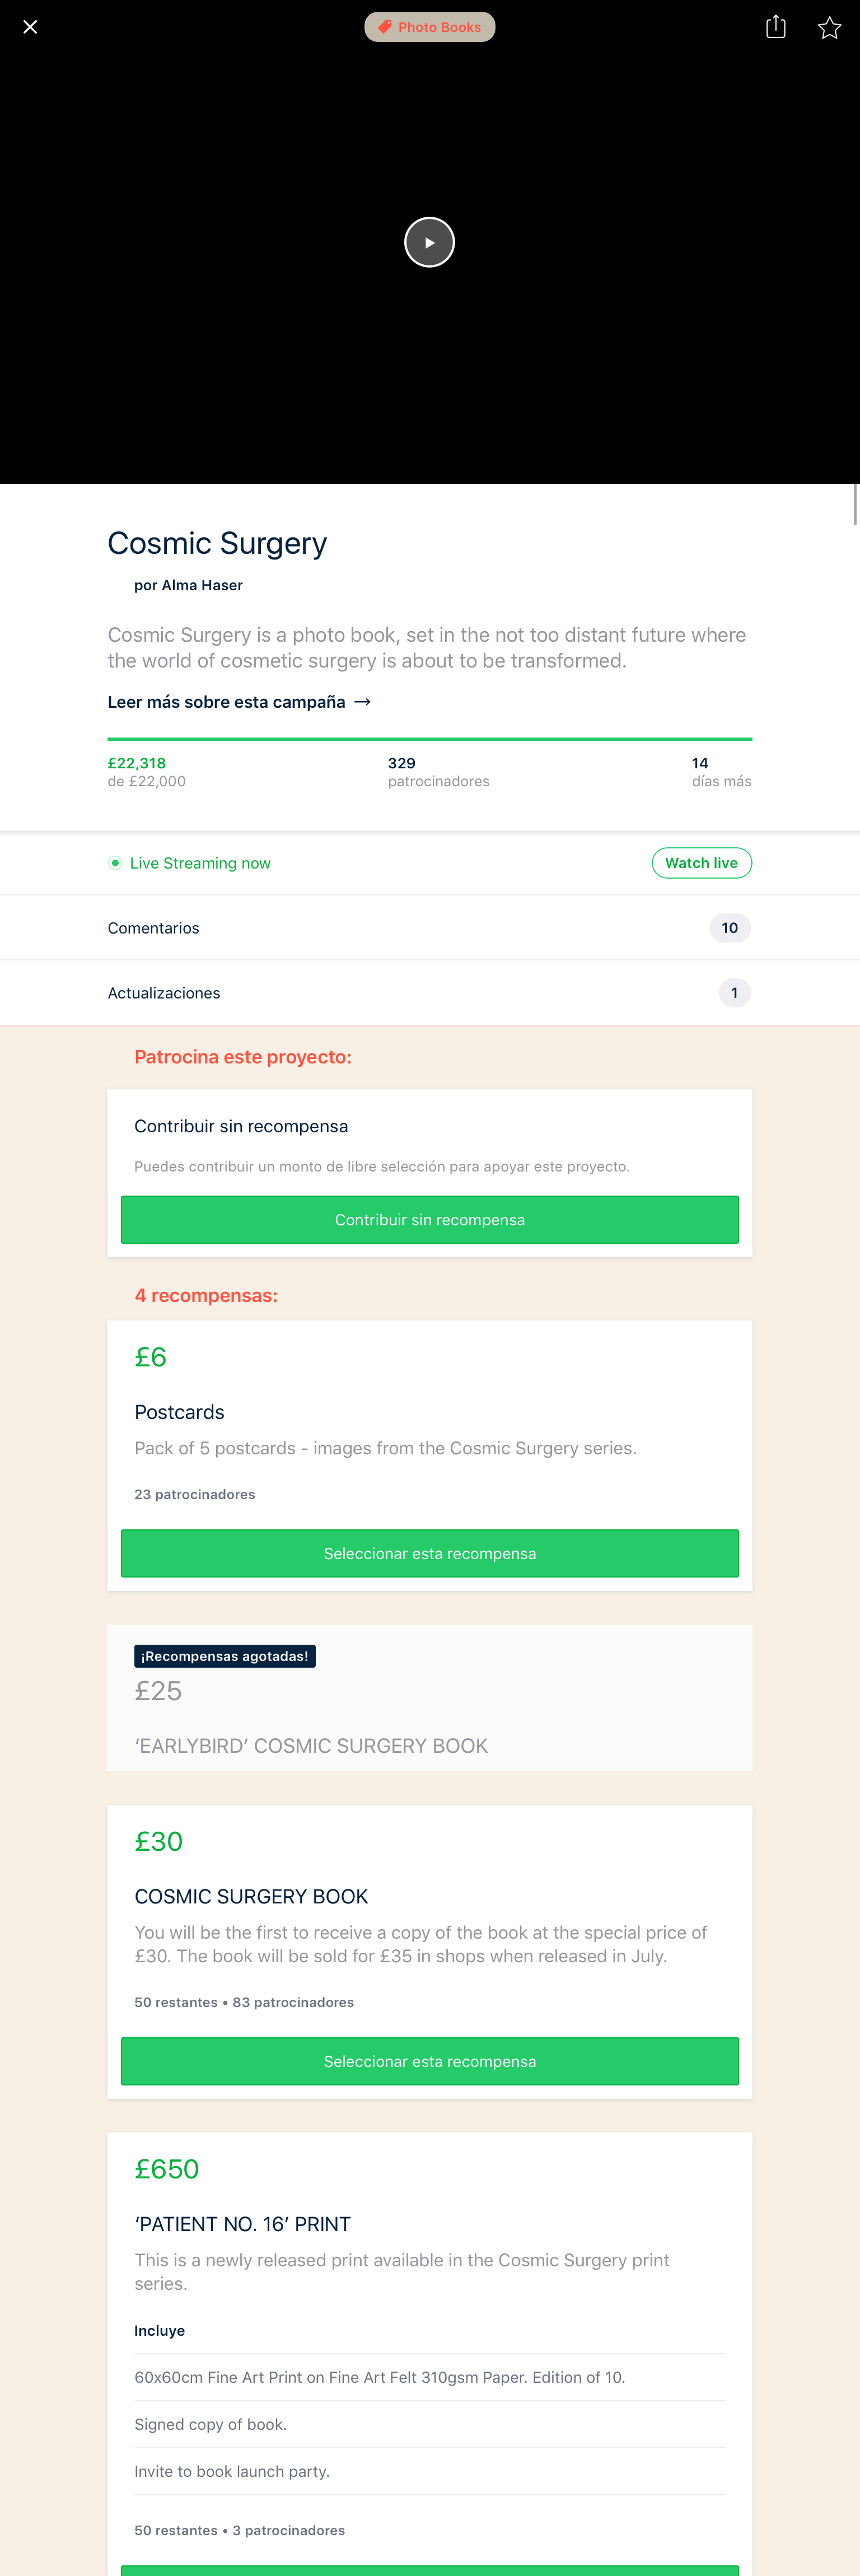 Photo Books
Cosmic Surgery
por Alma Haser
Cosmic Surgery is a photo book, set in the not too distant future where
the world of cosmetic surgery is about to be transformed.
Leer más sobre esta campaña →
£22,318
de £22,000
329
patrocinadores
14
días más
Live Streaming now
Watch live
Comentarios
10
Actualizaciones
1
Patrocina este proyecto:
Contribuir sin recompensa
Puedes contribuir un monto de libre selección para apoyar este proyecto.
Contribuir sin recompensa
4 recompensas:
£6
Postcards
Pack of 5 postcards - images from the Cosmic Surgery series.
23 patrocinadores
Seleccionar esta recompensa
¡Recompensas agotadas!
£25
‘EARLYBIRD’ COSMIC SURGERY BOOK
£30
COSMIC SURGERY BOOK
You will be the first to receive a copy of the book at the special price of
£30. The book will be sold for £35 in shops when released in July.
50 restantes • 83 patrocinadores
Seleccionar esta recompensa
£650
‘PATIENT NO. 16’ PRINT
This is a newly released print available in the Cosmic Surgery print
series.
Incluye
60x60cm Fine Art Print on Fine Art Felt 310gsm Paper. Edition of 10.
Signed copy of book.
Invite to book launch party.
50 restantes • 3 patrocinadores